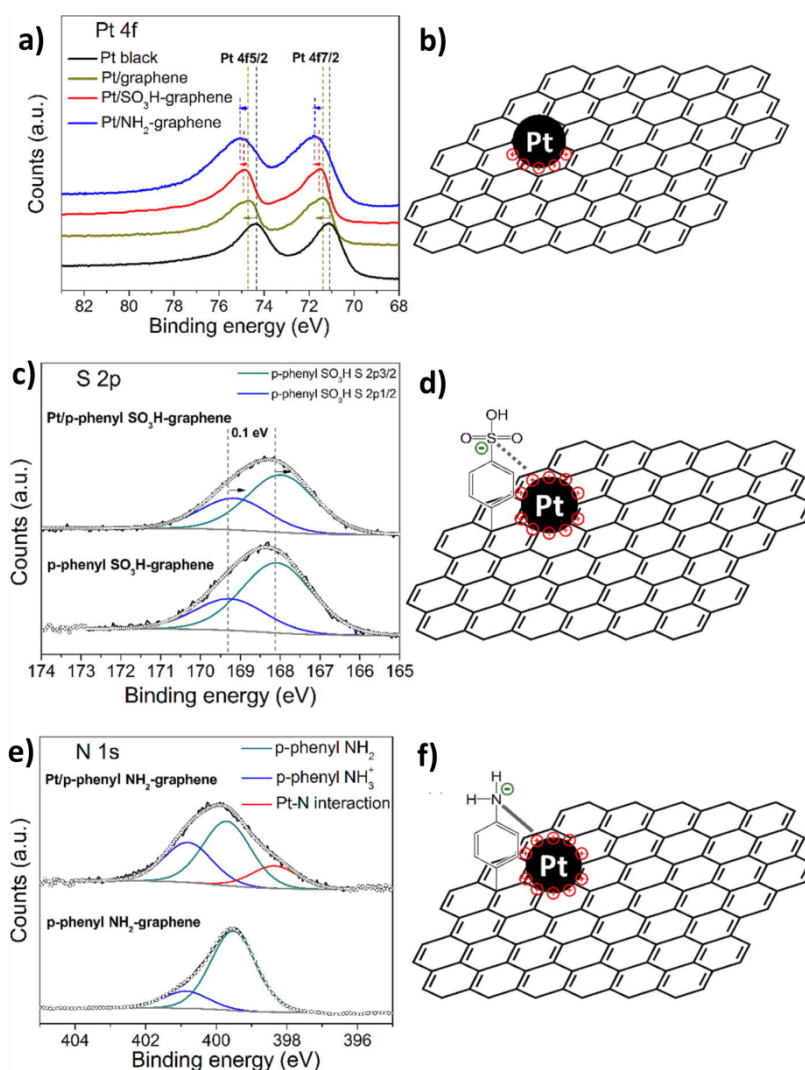 a)
Pt 4f
Pt black
Pt/graphene
Pt/SO₃H-graphene
Pt/NH₂-graphene
Pt 4f5/2
Pt 4f7/2
Counts (a.u.)
82 80 78 76 74 72 70 68
Binding energy (eV)
b)
Pt
c)
S 2p
p-phenyl SO₃H S 2p3/2
p-phenyl SO₃H S 2p1/2
Pt/p-phenyl SO₃H-graphene
0.1 eV
p-phenyl SO₃H-graphene
Counts (a.u.)
174 173 172 171 170 169 168 167 166 165
Binding energy (eV)
d)
OH
O=S=O
Pt
e)
N 1s
p-phenyl NH₂
p-phenyl NH₃⁺
Pt-N interaction
Pt/p-phenyl NH₂-graphene
p-phenyl NH₂-graphene
Counts (a.u.)
404 402 400 398 396
Binding energy (eV)
f)
H
H-N
Pt